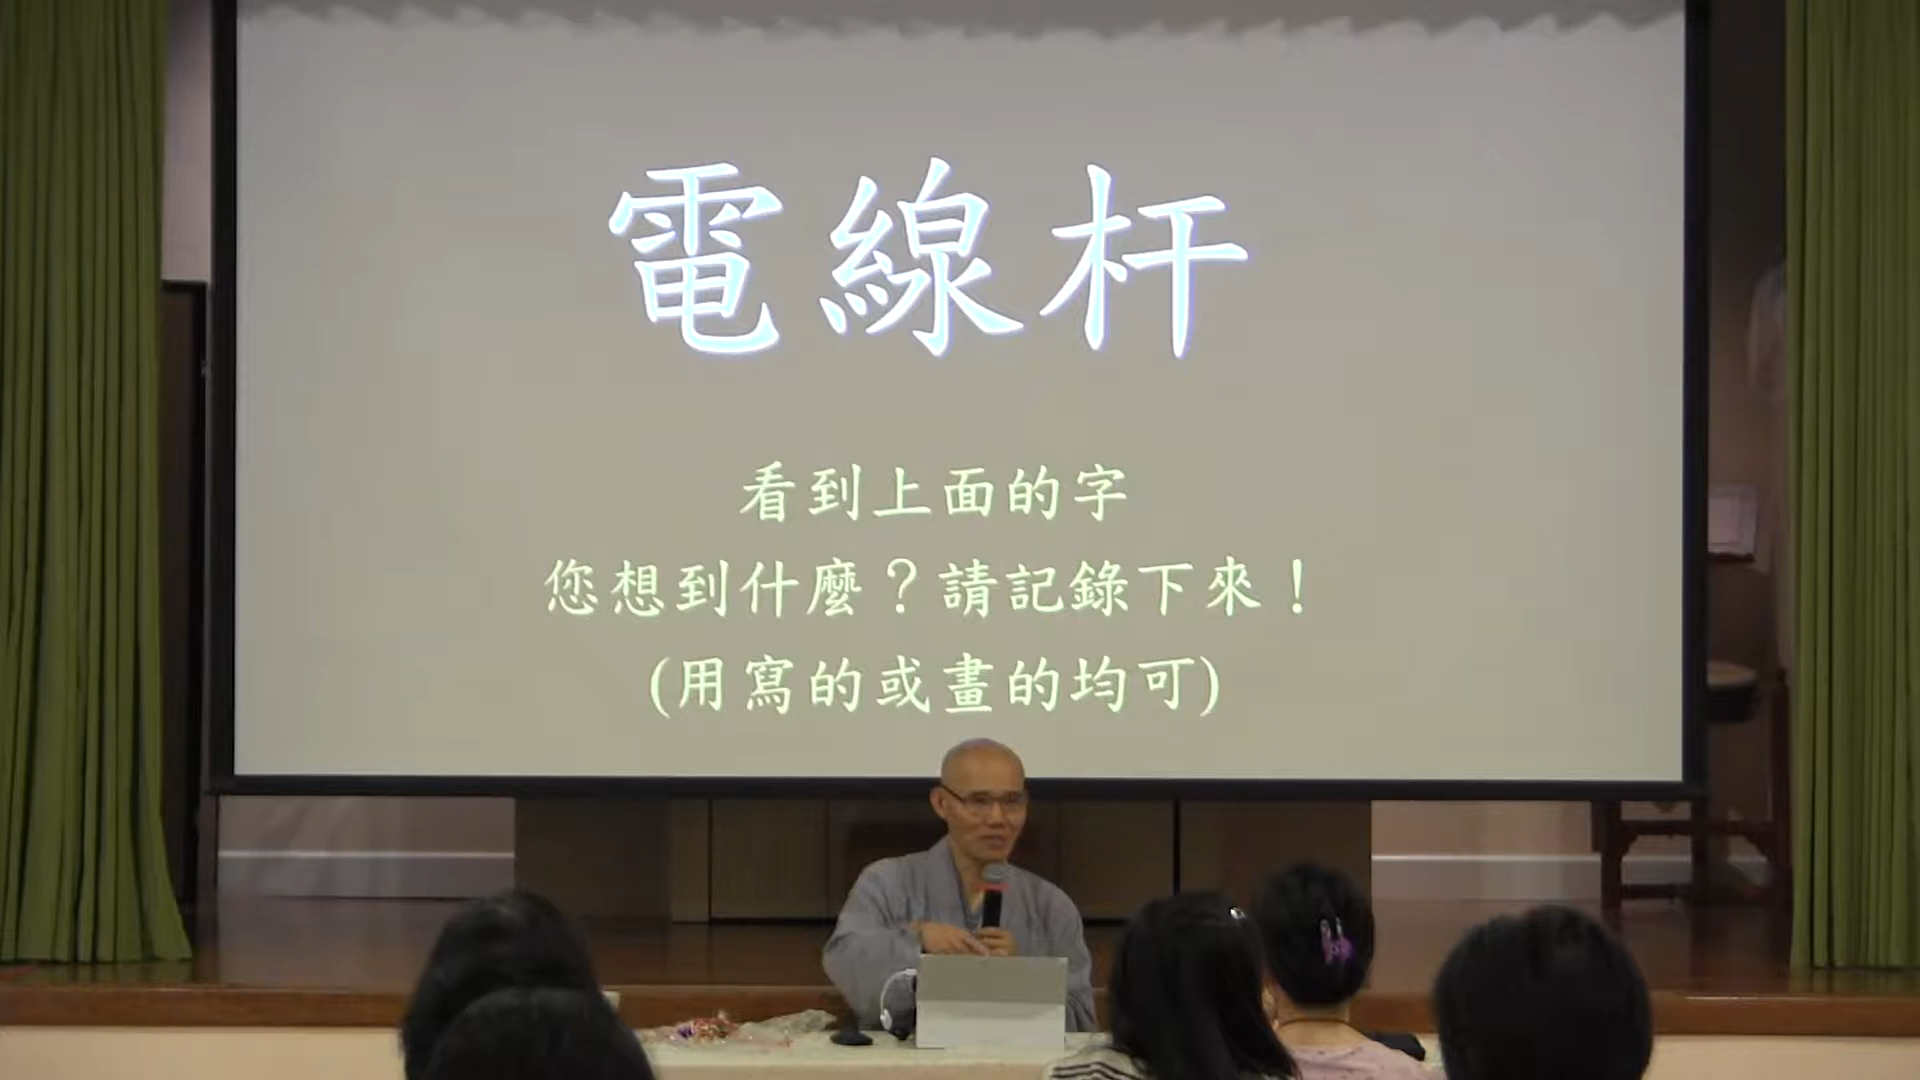 電線杆
看到上面的字
您想到什麼？請記錄下來！
(用寫的或畫的均可)